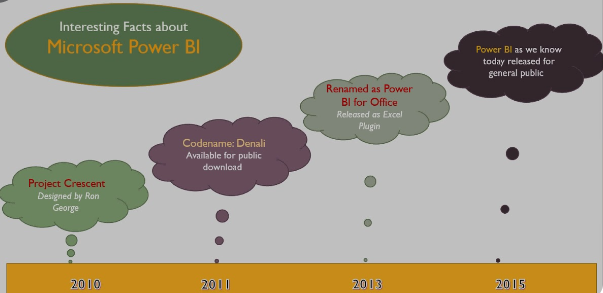 Interesting Facts about
Microsoft Power BI
Power BI as we know
today released for
general public
Renamed as Power
BI for Office
Released as Excel
Plugin
Codename: Denali
Available for public
download
Project Crescent
Designed by Ron
George
2010
2011
2013
2015